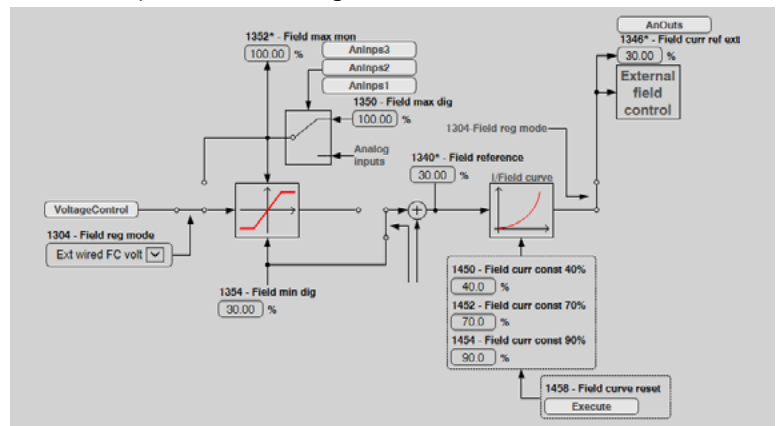 AnOuts
1346* - Field curr ref ext
30.00 %
External
field
control
1352* - Field max mon
100.00 %
AnInps3
AnInps2
AnInps1
1350 - Field max dig
100.00 %
Analog
inputs
1304-Field reg mode
1340* - Field reference
30.00 %
I/Field curve
VoltageControl
1304 - Field reg mode
Ext wired FC volt
1354 - Field min dig
30.00 %
1450 - Field curr const 40%
40.0 %
1452 - Field curr const 70%
70.0 %
1454 - Field curr const 90%
90.0 %
1458 - Field curve reset
Execute